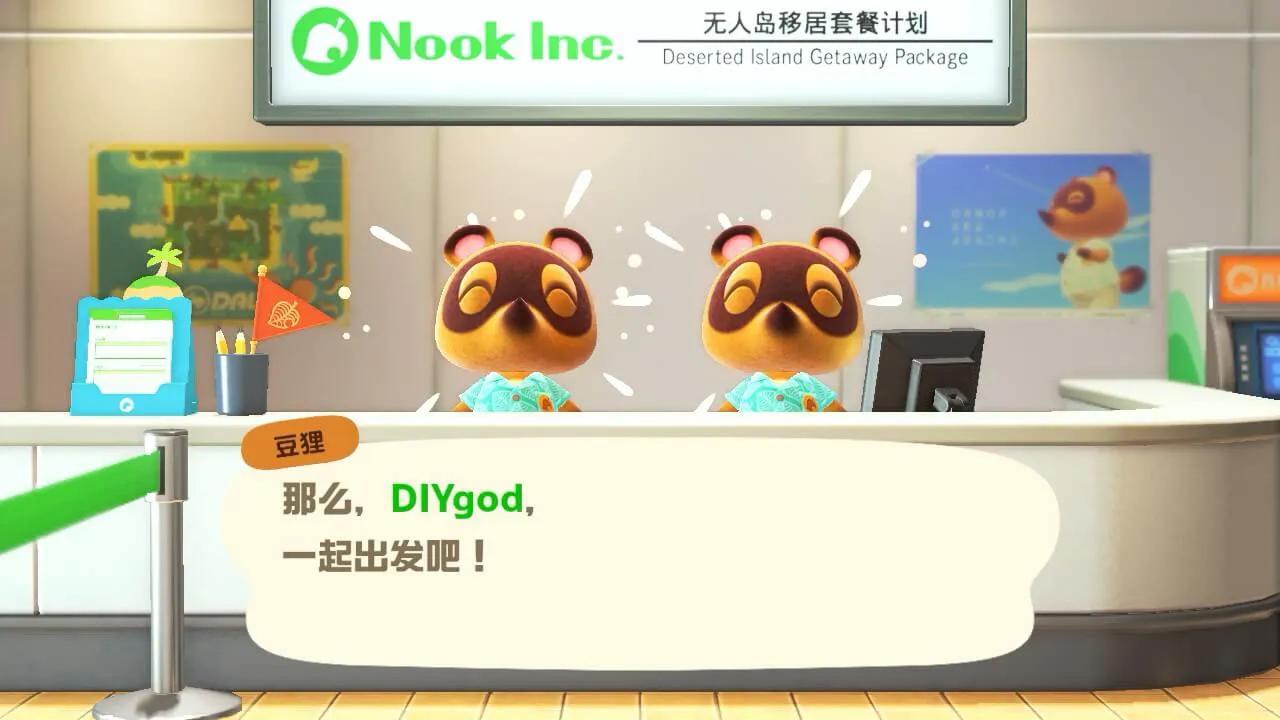 Nook Inc.
无人岛移居套餐计划
Deserted Island Getaway Package
DAL
豆狸
那么，DIYgod，
一起出发吧！